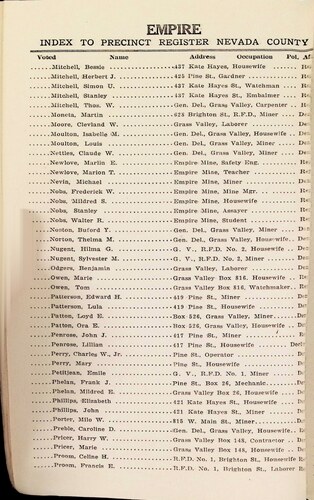 EMPIRE
INDEX TO PRECINCT REGISTER NEVADA COUNTY
Voted Name Address Occupation Pol.
Mitchell, Bessie 437 Kate Hayes, Housewife
Mitchell, Herbert J. 425 Pine St., Gardner
Mitchell, Simon U. 437 Kate Hayes St., Watchman
Mitchell, Stanley 437 Kate Hayes St., Embalmer
Mitchell, Thos. W. Gen. Del., Grass Valley, Carpenter
Moneta, Martin 628 Brighton St., R.F.D., Miner
Moore, Cleveland W. Grass Valley, Laborer
Moulton, Isabelle M. Gen. Del., Grass Valley, Housewife
Moulton, Louis Gen. Del., Grass Valley, Miner
Nettles, Claude W. Gen. Del., Grass Valley, Miner
Newlove, Martin E. Empire Mine, Safety Eng.
Newlove, Marion T. Empire Mine, Teacher
Nevin, Michael Empire Mine, Miner
Nobs, Frederick W. Empire Mine, Mine Mgr.
Nobs, Mildred S. Empire Mine, Housewife
Nobs, Stanley Empire Mine, Assayer
Nobs, Walter R. Empire Mine, Student
Norton, Buford Y. Gen. Del., Grass Valley, Miner
Norton, Thelma M. Gen. Del., Grass Valley, Housewife
Nugent, Hilma G. G. V., R.F.D. No. 2, Housewife
Nugent, Sylvester M. G. V., R.F.D. No. 2, Miner
Odgers, Benjamin Grass Valley, Laborer
Owen, Marie Grass Valley Box 816, Housewife
Owen, Tom Grass Valley Box 816, Watchmaker
Patterson, Edward H 419 Pine St., Miner
Patterson, Lula 419 Pine St., Housewife
Patton, Loyd E. Box 526, Grass Valley, Miner
Patton, Ora E. Box 526, Grass Valley, Housewife
Penrose, John J. 417 Pine St., Miner
Penrose, Lillian 417 Pine St., Housewife
Perry, Charles W., Jr. Pine St., Operator
Perry, Mary Pine St., Housewife
Petitjean, Emile G. V., R.F.D. No. 1, Miner
Phelan, Frank J. Pine St., Box 26, Mechanic
Phelan, Mildred E. Grass Valley Box 26, Housewife
Phillips, Elizabeth 421 Kate Hayes St., Housewife
Phillips, John 421 Kate Hayes St., Miner
Porter, Milo W. 815 W. Main St., Miner
Preble, Caroline D. Gen. Del., Grass Valley, Housewife
Pricer, Harry W. Grass Valley Box 148, Contractor
Pricer, Marie Grass Valley Box 148, Housewife
Proom, Celise H. R.F.D. No. 1, Brighton St., Housewife
Proom, Francis E. R.F.D. No. 1, Brighton St., Laborer